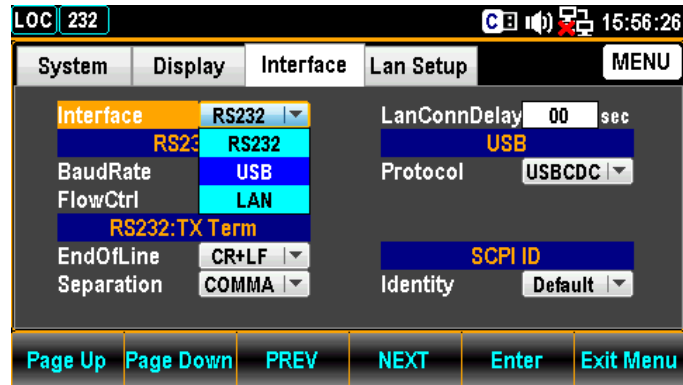 LOC 232 C 15:56:26
System Display Interface Lan Setup MENU
Interface RS232 LanConnDelay 00 sec
RS23 RS232 USB
BaudRate USB Protocol USBCDC
FlowCtrl LAN
RS232:TX Term
EndOfLine CR+LF SCPI ID
Separation COMMA Identity Default
Page Up Page Down PREV NEXT Enter Exit Menu